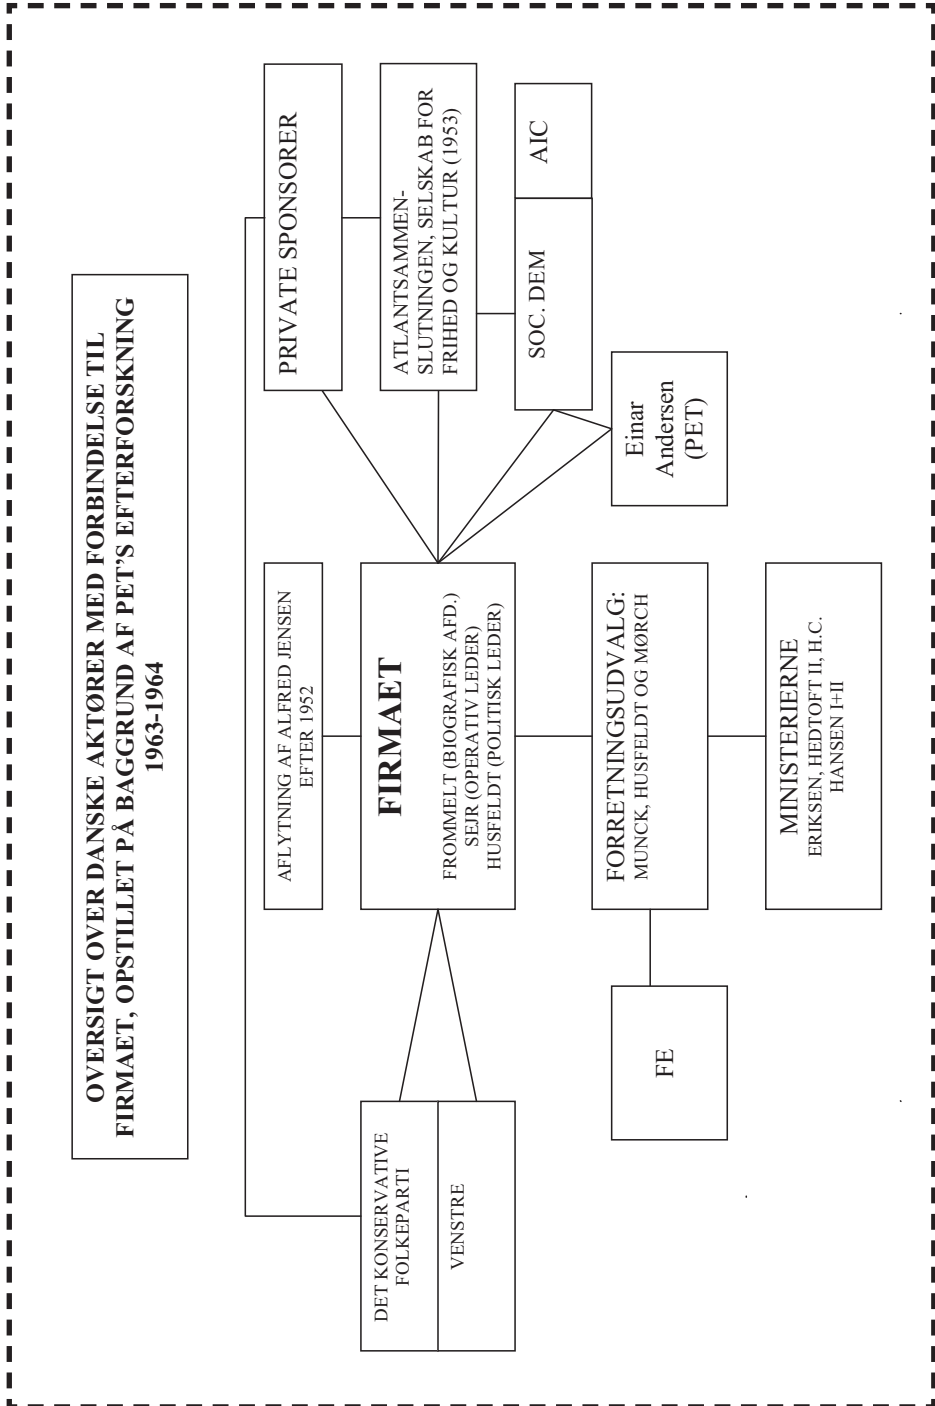 OVERSIGT OVER DANSKE AKTØRER MED FORBINDELSE TIL
FIRMAET, OPSTILLET PÅ BAGGRUND AF PET'S EFTERFORSKNING
1963-1964
AFLYTNING AF ALFRED JENSEN
EFTER 1952
PRIVATE SPONSORER
DET KONSERVATIVE
FOLKEPARTI
VENSTRE
FIRMAET
FROMMELT (BIOGRAFISK AFD.)
SEJR (OPERATIV LEDER)
HUSFELDT (POLITISK LEDER)
ATLANTSAMMEN-
SLUTNINGEN, SELSKAB FOR
FRIHED OG KULTUR (1953)
SOC. DEM
AIC
FE
FORRETNINGSUDVALG:
MUNCK, HUSFELDT OG MØRCH
Einar
Andersen
(PET)
MINISTERIERNE
ERIKSEN, HEDTOFT II, H.C.
HANSEN I+II